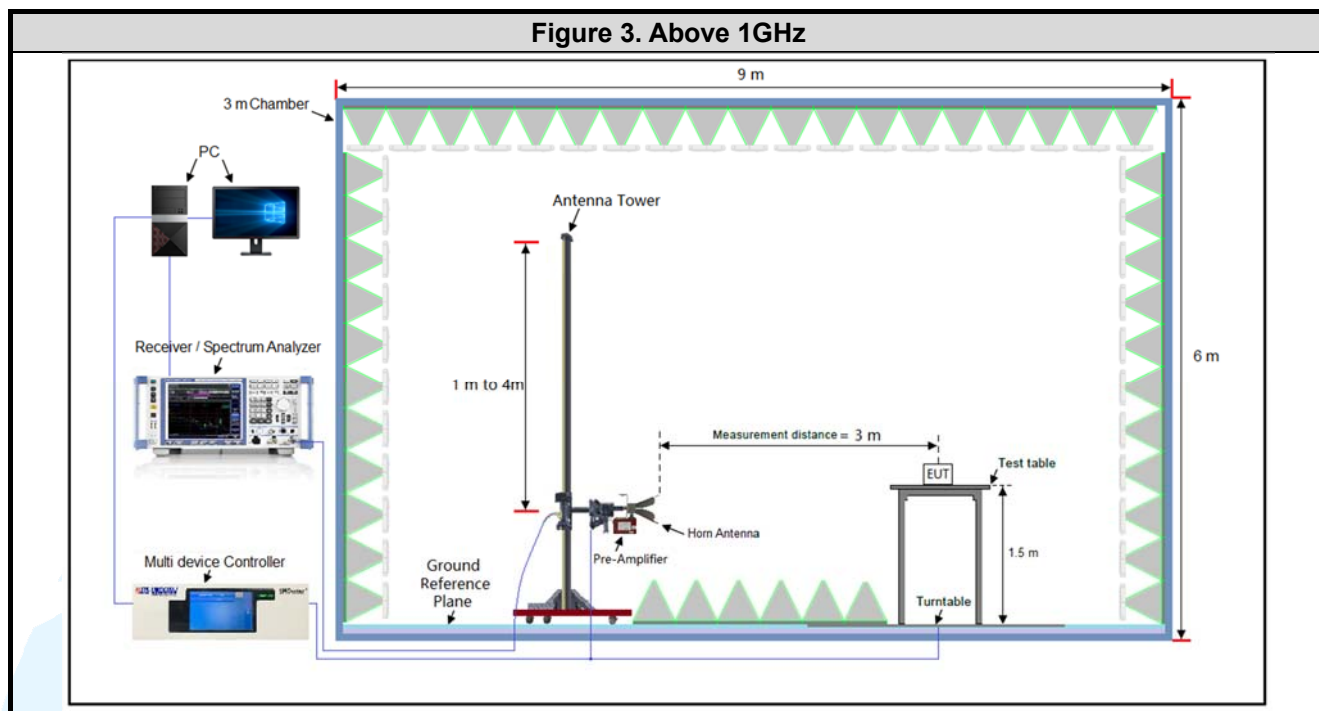 Figure 3. Above 1GHz
9 m
3 m Chamber
PC
Antenna Tower
Receiver / Spectrum Analyzer
1 m to 4m
6 m
Measurement distance = 3 m
EUT
Test table
Horn Antenna
Pre-Amplifier
1.5 m
Multi device Controller
Ground
Reference
Plane
Turntable